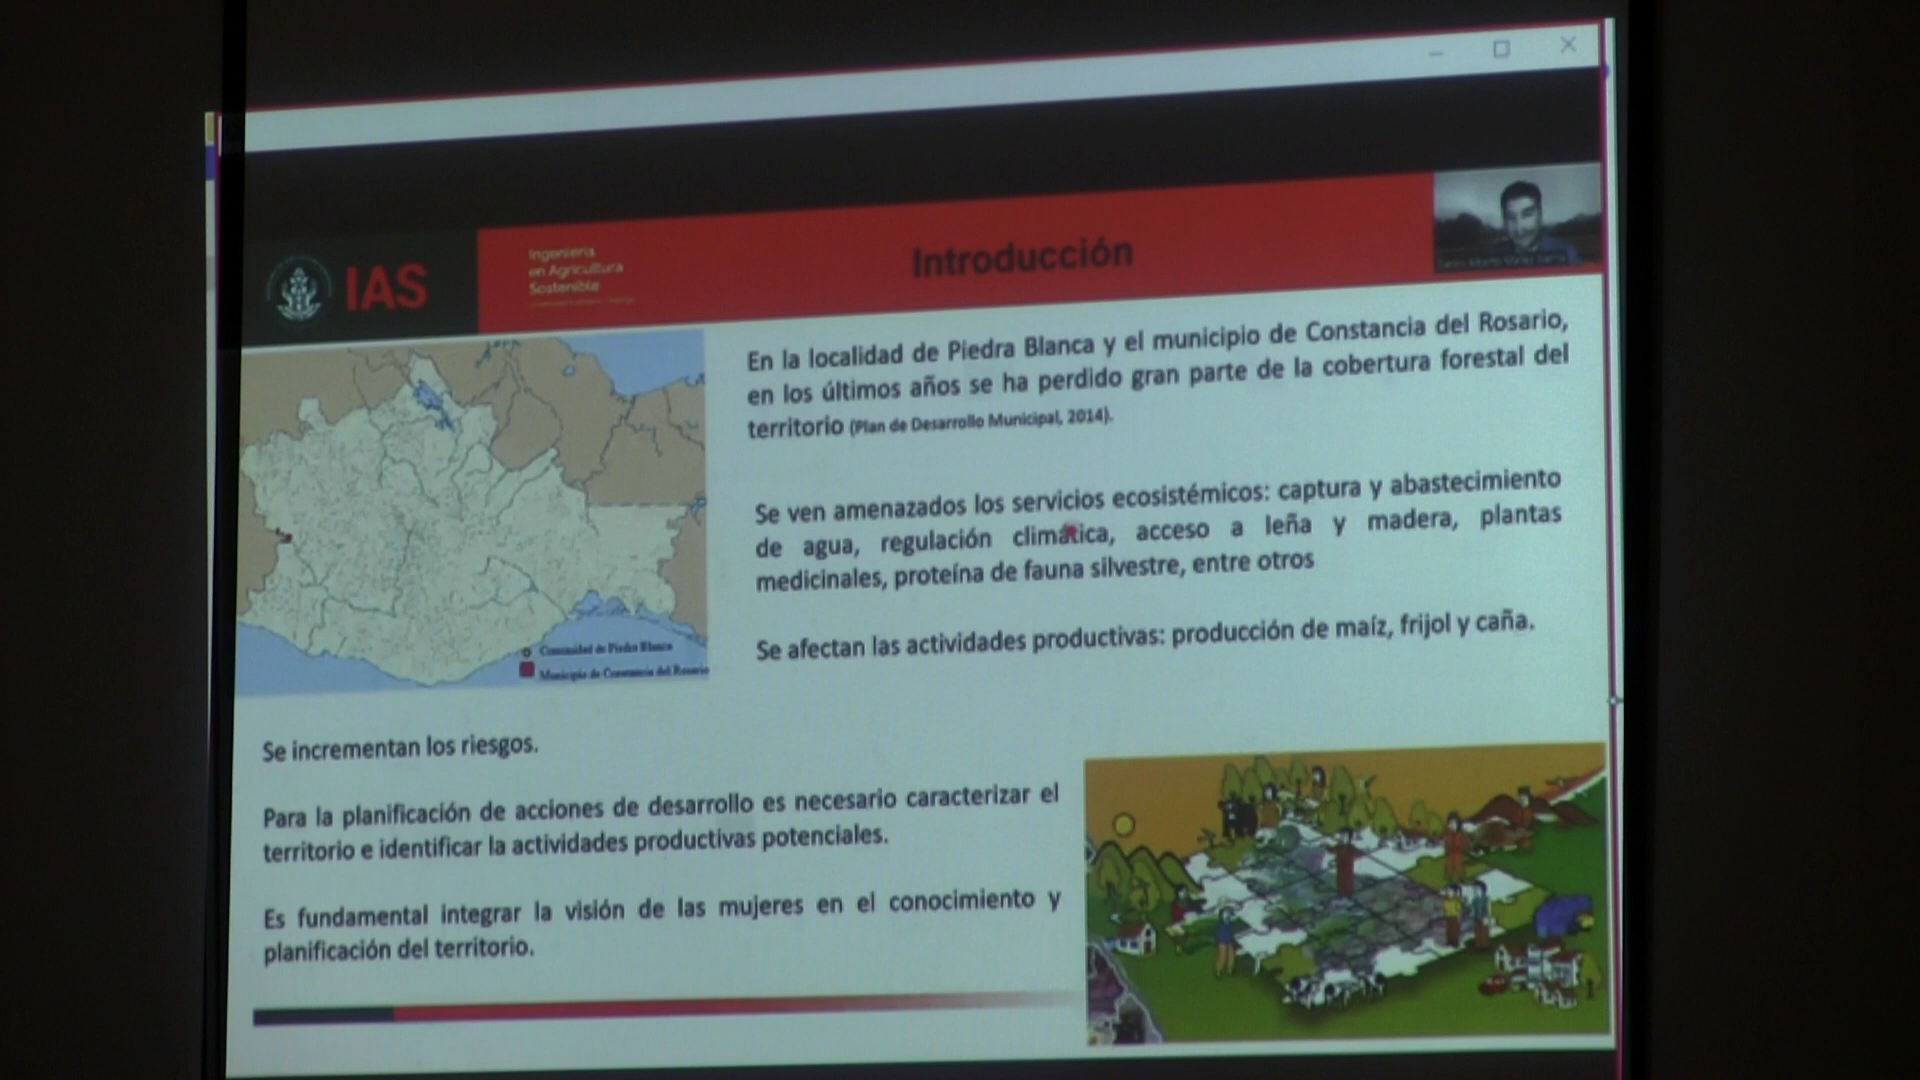 IAS
Ingeniería
en Agricultura
Sostenible
Introducción
En la localidad de Piedra Blanca y el municipio de Constancia del Rosario,
en los últimos años se ha perdido gran parte de la cobertura forestal del
territorio (Plan de Desarrollo Municipal, 2014).
Se ven amenazados los servicios ecosistémicos: captura y abastecimiento
de agua, regulación climática, acceso a leña y madera, plantas
medicinales, proteína de fauna silvestre, entre otros
Se afectan las actividades productivas: producción de maíz, frijol y caña.
Comunidad de Piedra Blanca
Municipio de Constancia del Rosario
Se incrementan los riesgos.
Para la planificación de acciones de desarrollo es necesario caracterizar el
territorio e identificar la actividades productivas potenciales.
Es fundamental integrar la visión de las mujeres en el conocimiento y
planificación del territorio.